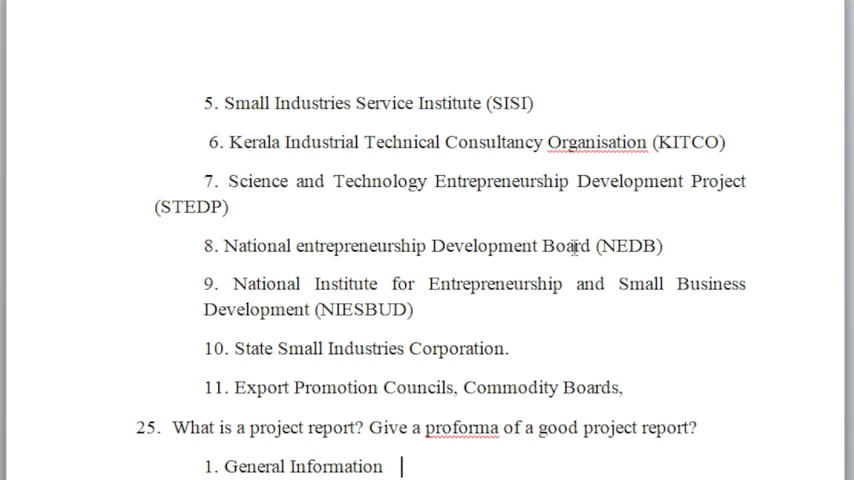 5. Small Industries Service Institute (SISI)
6. Kerala Industrial Technical Consultancy Organisation (KITCO)
7. Science and Technology Entrepreneurship Development Project
(STEDP)
8. National entrepreneurship Development Board (NEDB)
9. National Institute for Entrepreneurship and Small Business
Development (NIESBUD)
10. State Small Industries Corporation.
11. Export Promotion Councils, Commodity Boards,
25. What is a project report? Give a proforma of a good project report?
1. General Information